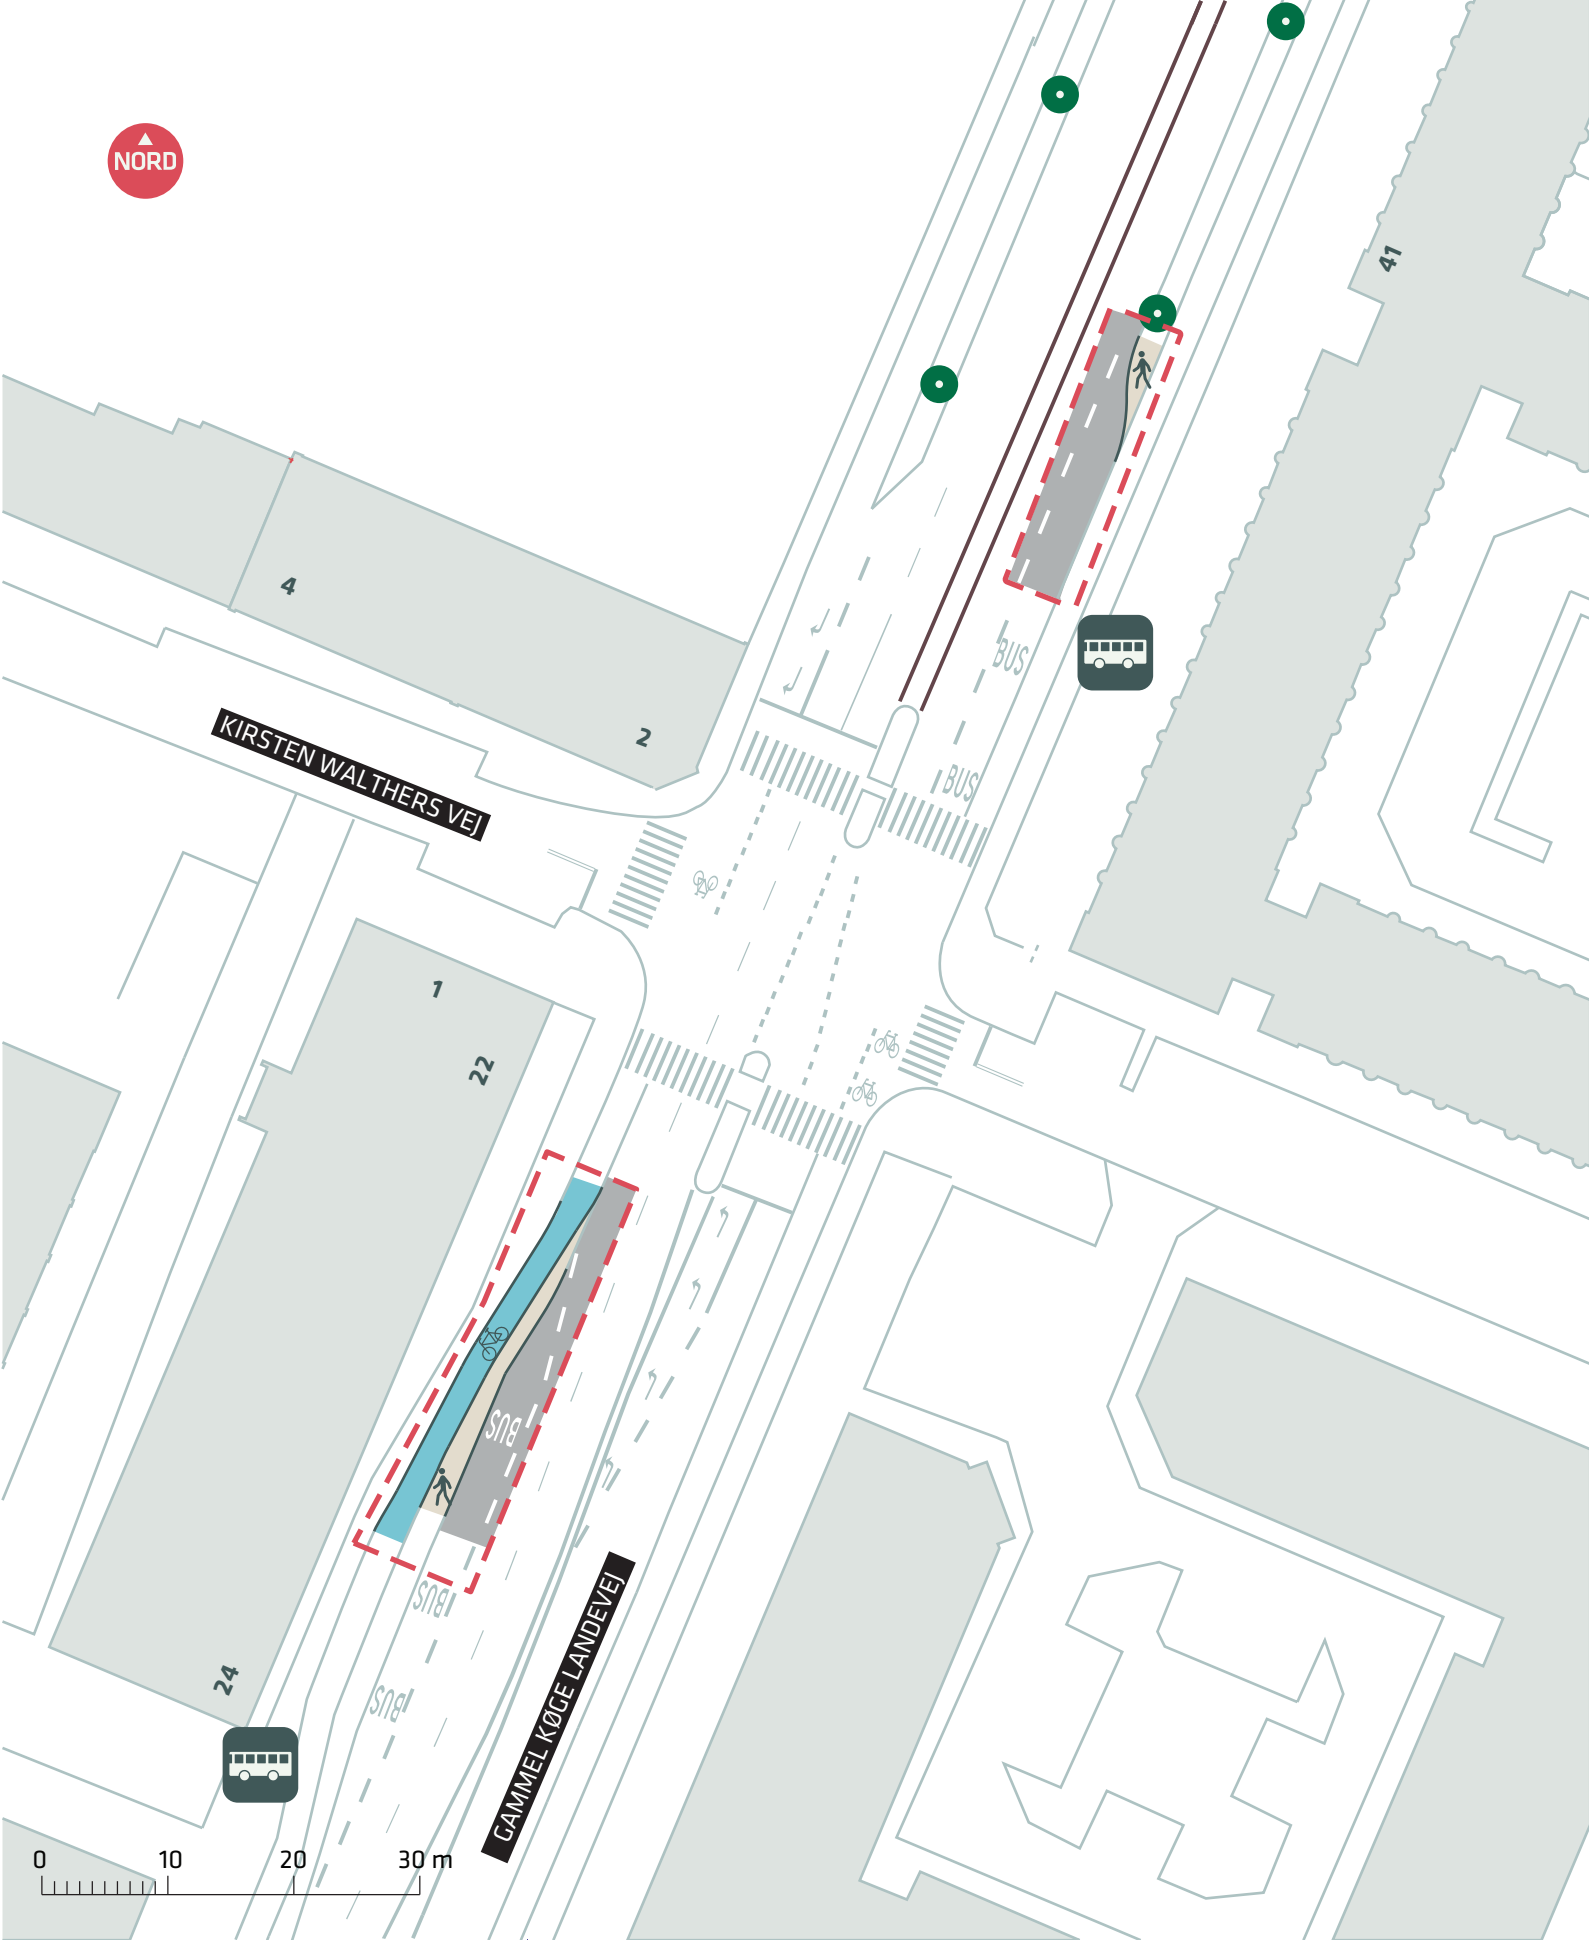 NORD
41
4
BUS
2
KIRSTEN WALTHERS VEJ
BUS
1
22
BUS
BUS
GAMMEL KØGE LANDEVEJ
24
BUS
0 10 20 30 m